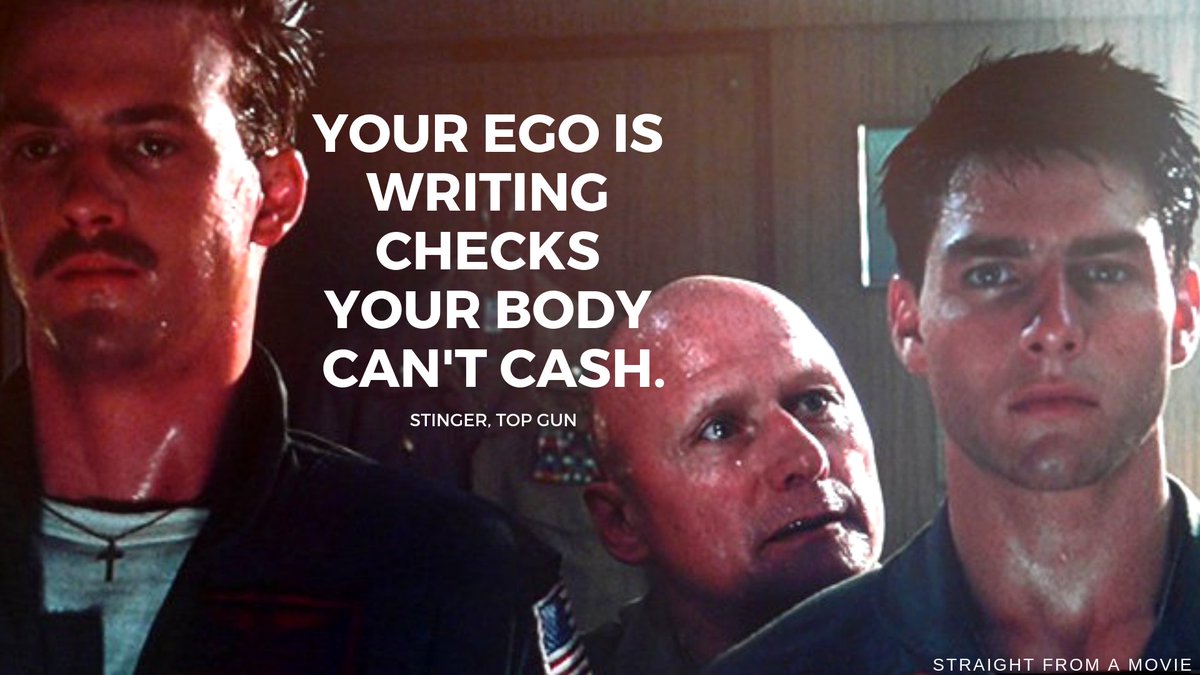 YOUR EGO IS
WRITING
CHECKS
YOUR BODY
CAN'T CASH.
STINGER, TOP GUN
STRAIGHT FROM A MOVIE